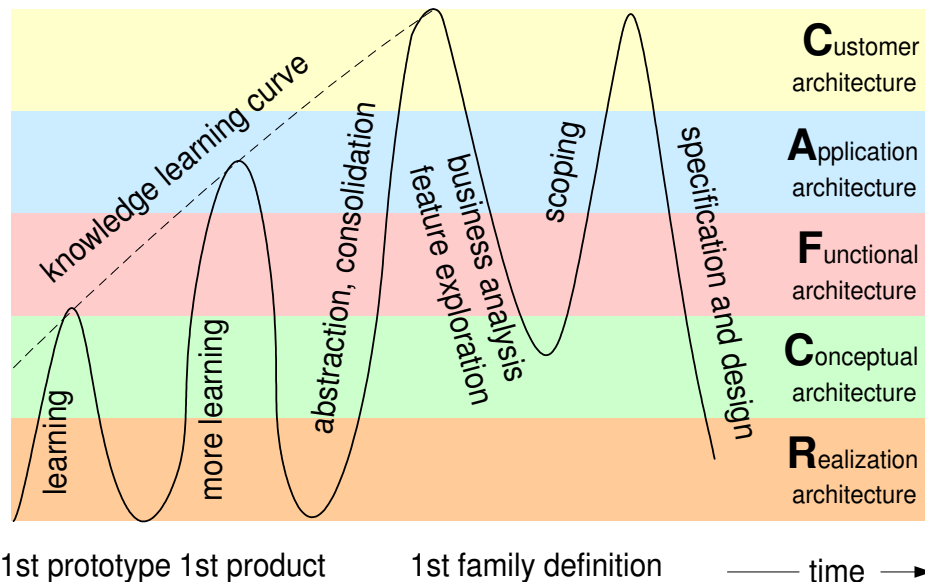 Customer
architecture
Application
architecture
Functional
architecture
Conceptual
architecture
Realization
architecture
knowledge learning curve
learning
more learning
abstraction, consolidation
business analysis
feature exploration
scoping
specification and design
1st prototype
1st product
1st family definition
time